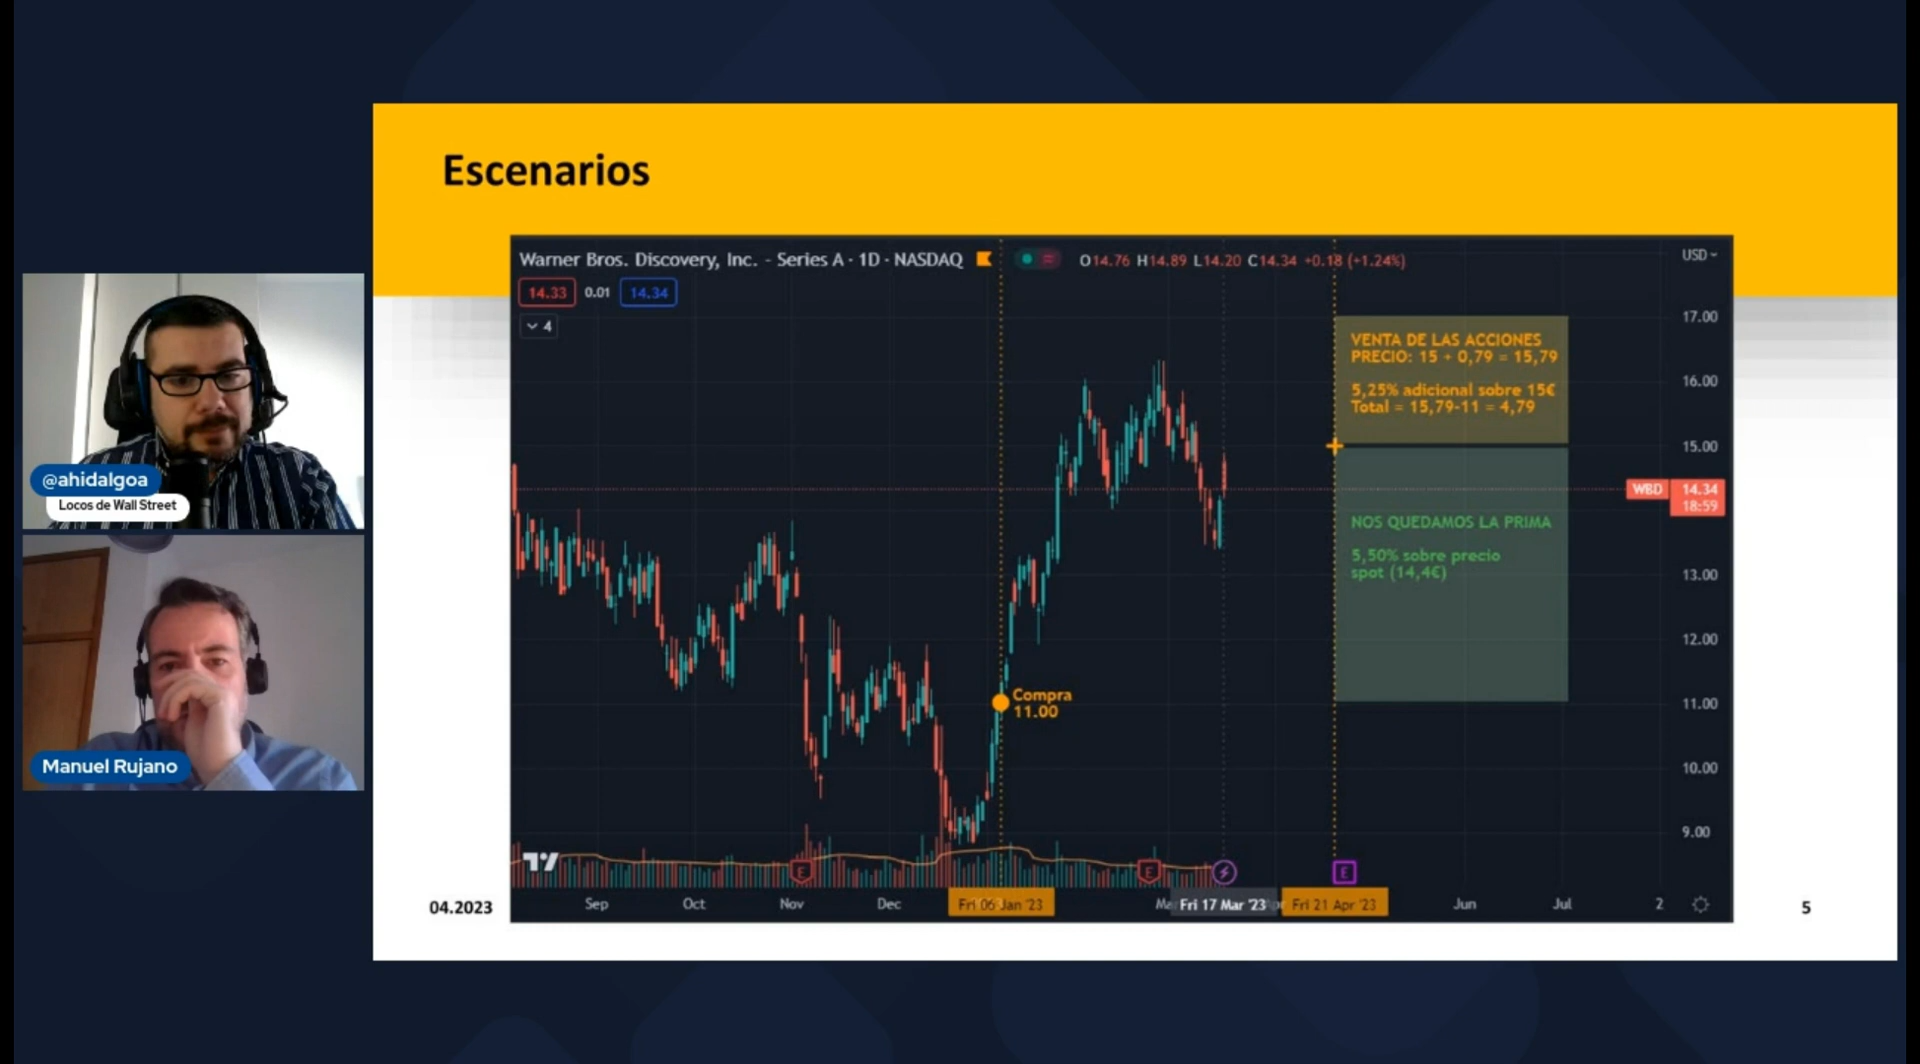 Escenarios
Warner Bros. Discovery, Inc. - Series A · 1D · NASDAQ
O14.76 H14.89 L14.20 C14.34 +0.18 (+1.24%)
USD
14.33 0.01 14.34
4
17.00
16.00
15.00
WBD 14.34
18:59
13.00
12.00
11.00
10.00
9.00
VENTA DE LAS ACCIONES
PRECIO: 15 + 0,79 = 15,79
5,25% adicional sobre 15€
Total = 15,79-11 = 4,79
NOS QUEDAMOS LA PRIMA
5,50% sobre precio
spot (14,4€)
Compra
11.00
E E E
Sep Oct Nov Dec Fri 06 Jan '23 Fri 17 Mar '23 Fri 21 Apr '23 Jun Jul 2
04.2023
5
@ahidalgoa
Locos de Wall Street
Manuel Rujano